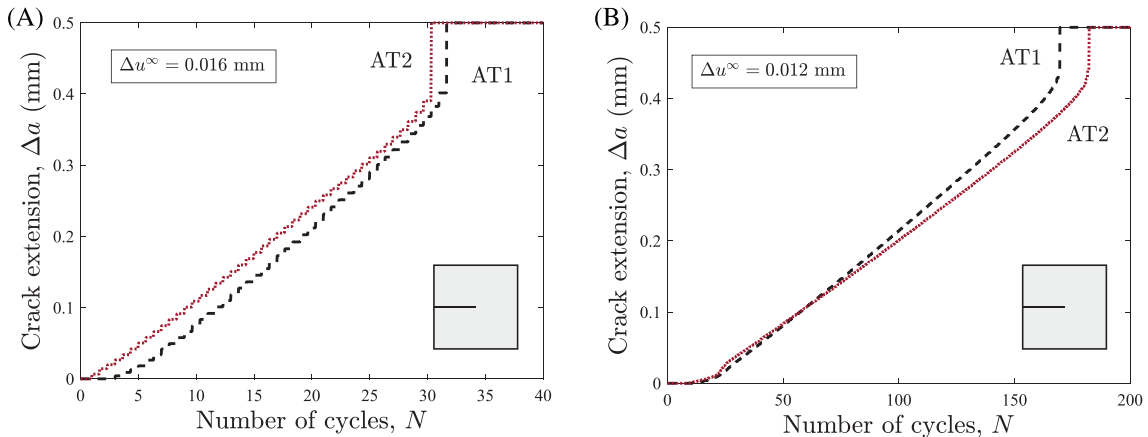 (A)
0.5
0.4
0.3
0.2
0.1
0
Crack extension, Δa (mm)
Δu^∞ = 0.016 mm
AT2
AT1
0 5 10 15 20 25 30 35 40
Number of cycles, N
(B)
0.5
0.4
0.3
0.2
0.1
0
Crack extension, Δa (mm)
Δu^∞ = 0.012 mm
AT1
AT2
0 50 100 150 200
Number of cycles, N